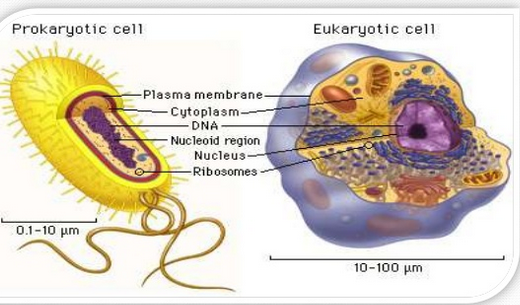 Prokaryotic cell
Eukaryotic cell
Plasma membrane
Cytoplasm
DNA
Nucleoid region
Nucleus
Ribosomes
0.1–10 µm
10–100 µm